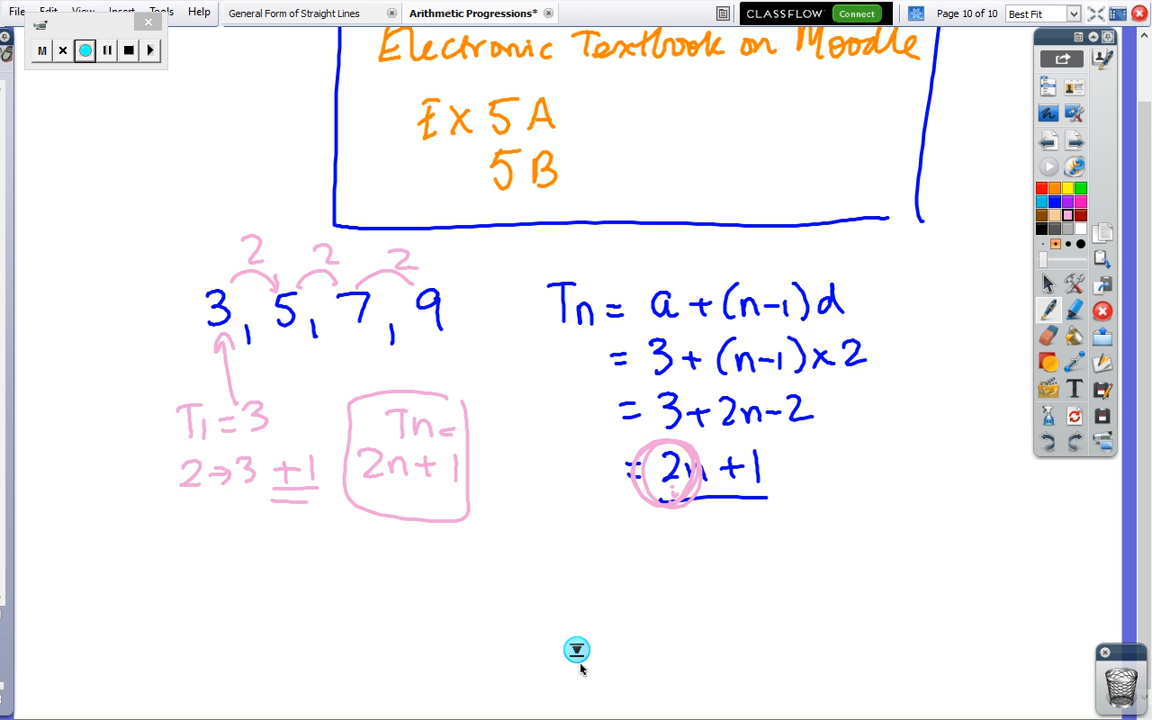 File Edit View Insert Tools Help
General Form of Straight Lines
Arithmetic Progressions*
CLASSFLOW Connect
Page 10 of 10
Best Fit
M
Electronic Textbook on Moodle
Ex 5A
5B
2 2 2
3, 5, 7, 9
T1 = 3
2→3 +1
Tn =
2n + 1
Tn = a + (n-1)d
= 3 + (n-1) × 2
= 3 + 2n - 2
= 2n + 1
T